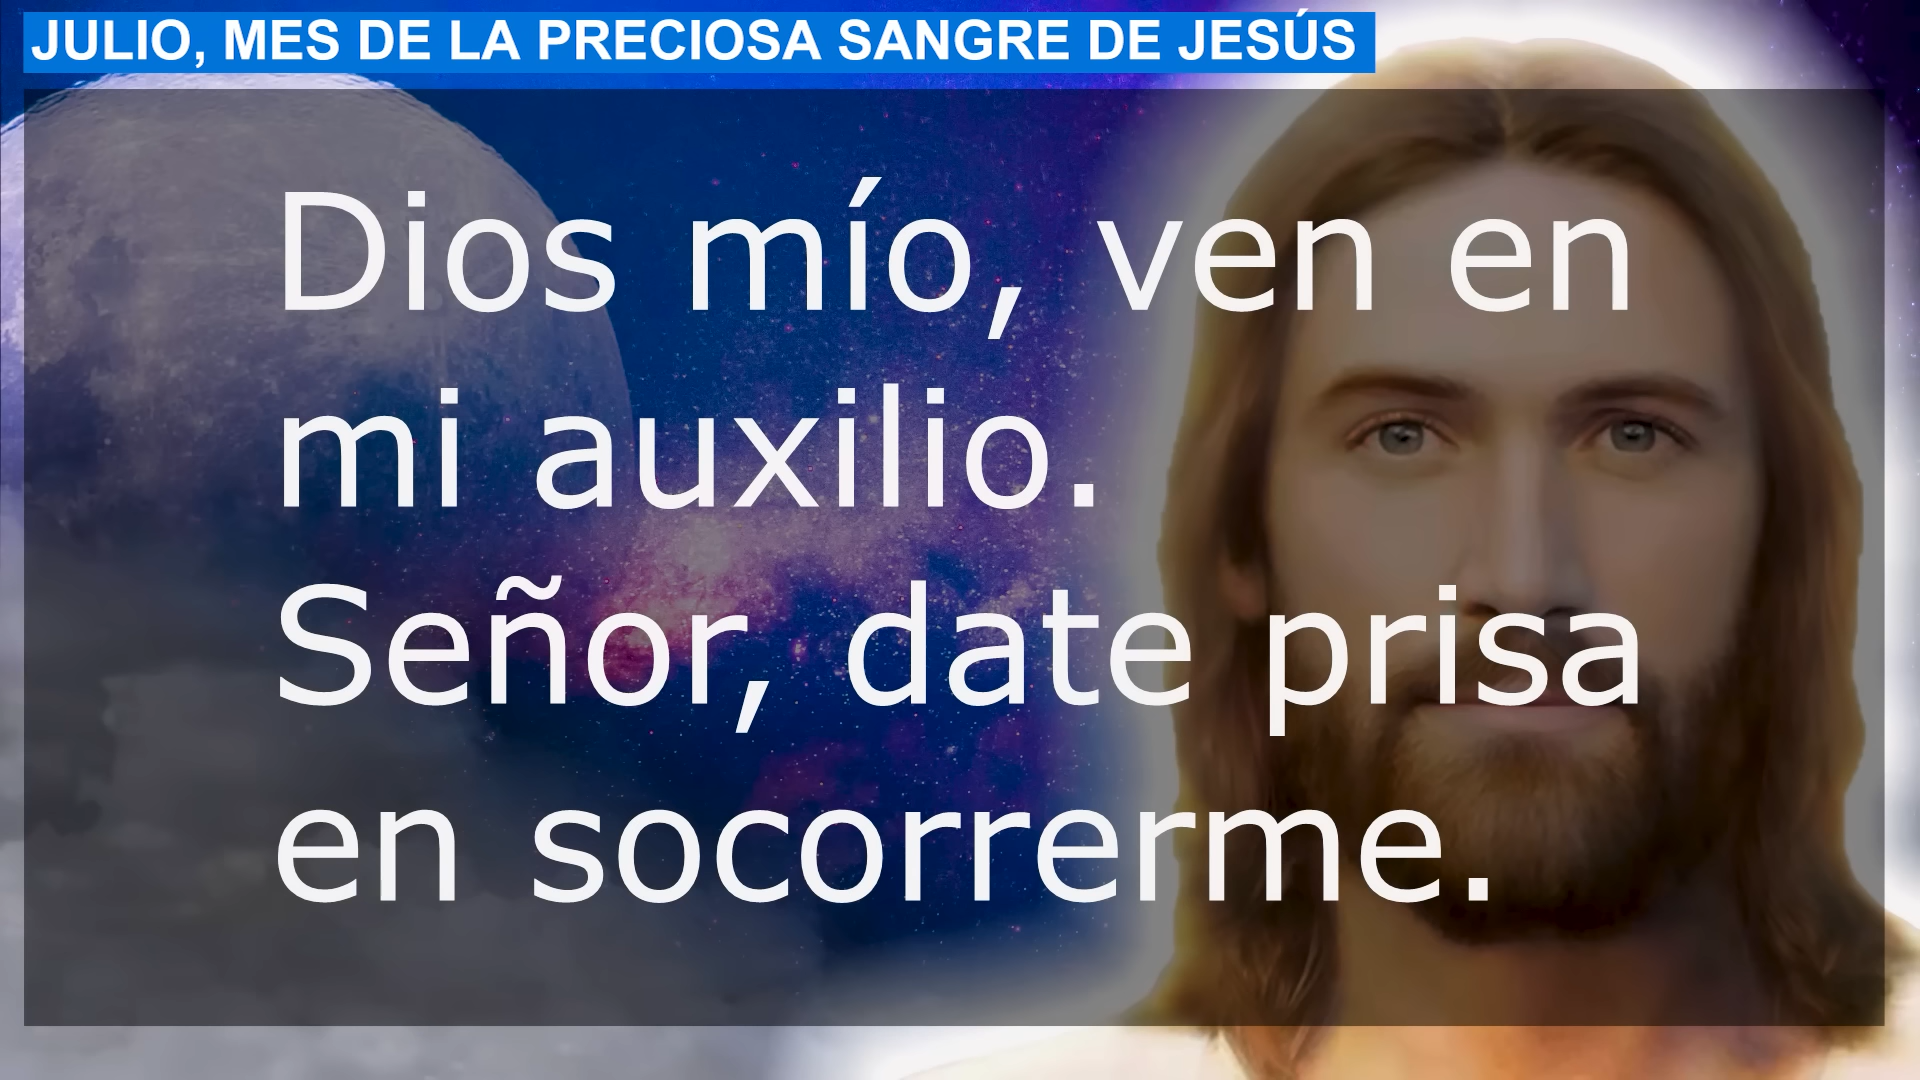 JULIO, MES DE LA PRECIOSA SANGRE DE JESÚS
Dios mío, ven en
mi auxilio.
Señor, date prisa
en socorrerme.